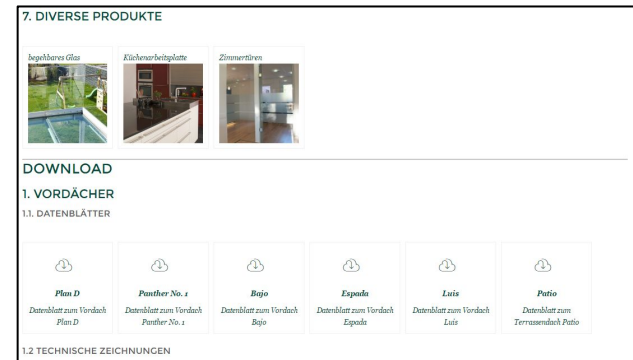 7. DIVERSE PRODUKTE
begehbares Glas
Küchenarbeitsplatte
Zimmertüren
DOWNLOAD
1. VORDÄCHER
1.1. DATENBLÄTTER
Plan D
Datenblatt zum Vordach
Plan D
Panther No. 1
Datenblatt zum Vordach
Panther No. 1
Bajo
Datenblatt zum Vordach
Bajo
Espada
Datenblatt zum Vordach
Espada
Luis
Datenblatt zum Vordach
Luis
Patio
Datenblatt zum
Terrassendach Patio
1.2 TECHNISCHE ZEICHNUNGEN